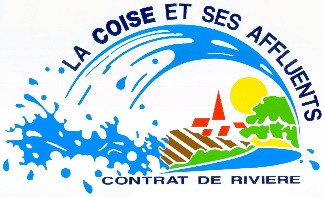 LA COISE ET SES AFFLUENTS
CONTRAT DE RIVIERE